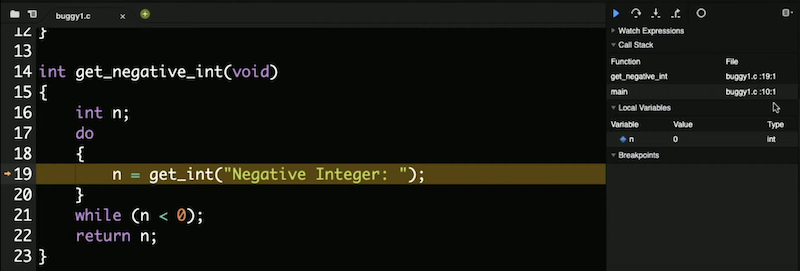 buggy1.c
12 }
13
14 int get_negative_int(void)
15 {
16     int n;
17     do
18     {
19         n = get_int("Negative Integer: ");
20     }
21     while (n < 0);
22     return n;
23 }
Watch Expressions
Call Stack
Function File
get_negative_int buggy1.c :19:1
main buggy1.c :10:1
Local Variables
Variable Value Type
n 0 int
Breakpoints